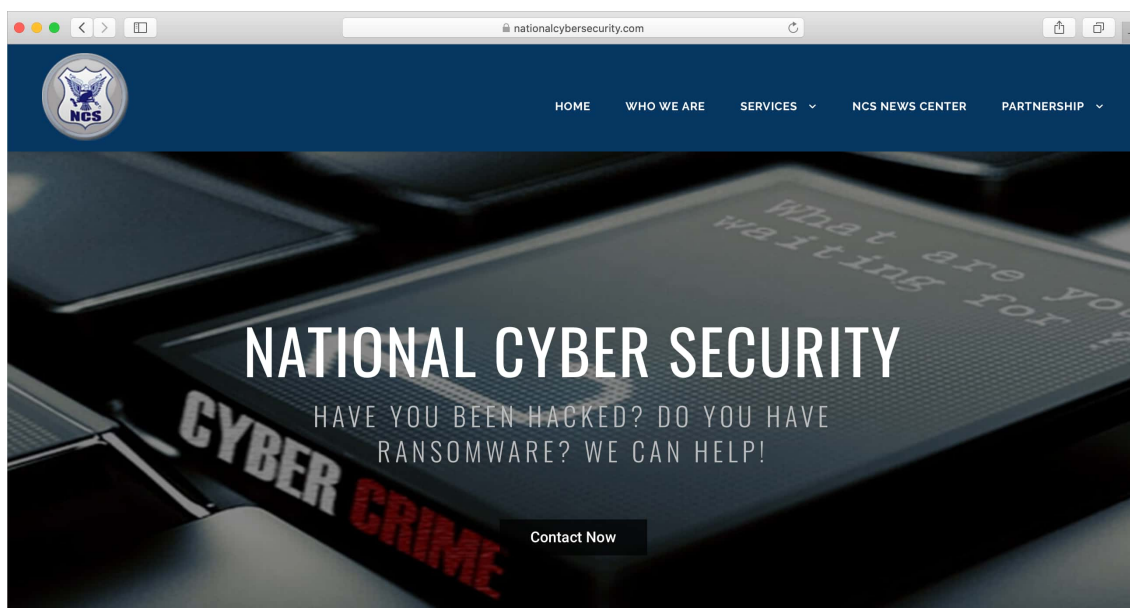 nationalcybersecurity.com
NCS
HOME WHO WE ARE SERVICES NCS NEWS CENTER PARTNERSHIP
What are you
waiting for ?
NATIONAL CYBER SECURITY
HAVE YOU BEEN HACKED? DO YOU HAVE
RANSOMWARE? WE CAN HELP!
CYBER CRIME
Contact Now